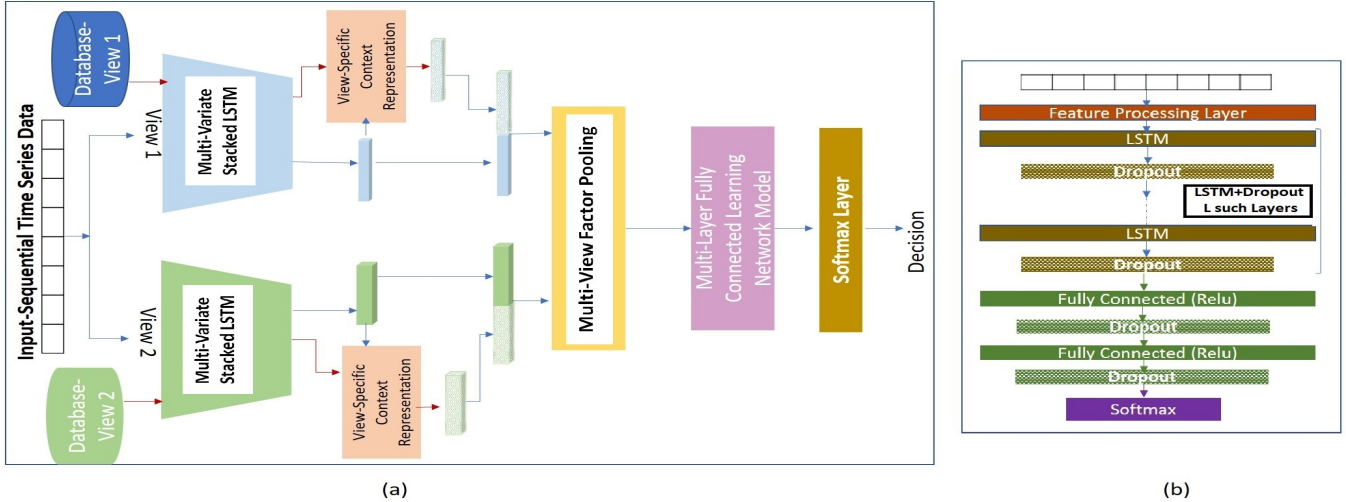 Input-Sequential Time Series Data
Database-
View 1
View 1
Multi-Variate
Stacked LSTM
View-Specific
Context
Representation
Database-
View 2
View 2
Multi-Variate
Stacked LSTM
View-Specific
Context
Representation
Multi-View Factor Pooling
Multi-Layer Fully
Connected Learning
Network Model
Softmax Layer
Decision
(a)
Feature Processing Layer
LSTM
Dropout
LSTM+Dropout
L such Layers
LSTM
Dropout
Fully Connected (Relu)
Dropout
Fully Connected (Relu)
Dropout
Softmax
(b)